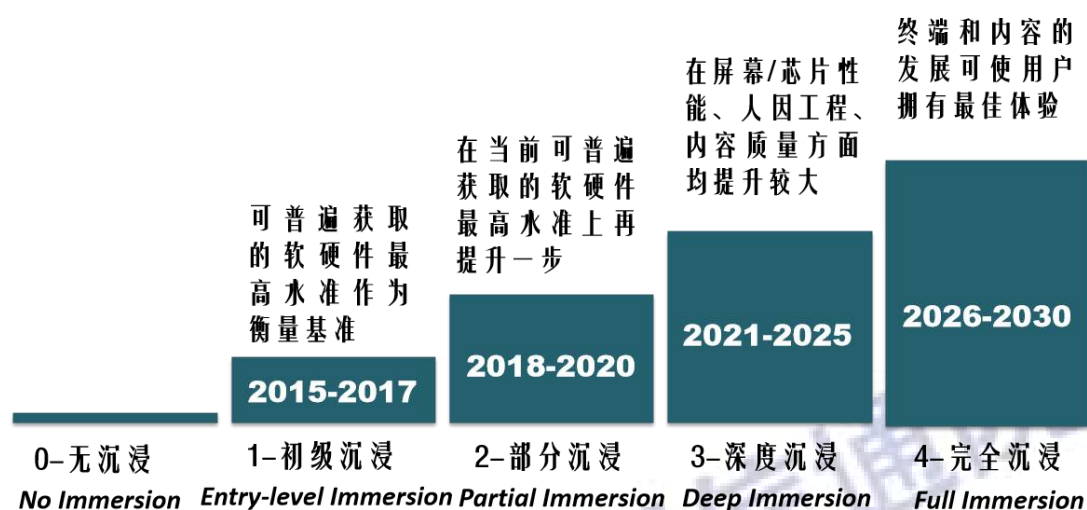 终端和内容的
发展可使用户
拥有最佳体验
在屏幕/芯片性
能、人因工程、
内容质量方面
均提升较大
在当前可普遍
获取的软硬件
最高水准上再
提升一步
可普遍获取
的软硬件最
高水准作为
衡量基准
2015-2017
2018-2020
2021-2025
2026-2030
0-无沉浸
1-初级沉浸
2-部分沉浸
3-深度沉浸
4-完全沉浸
No Immersion
Entry-level Immersion
Partial Immersion
Deep Immersion
Full Immersion